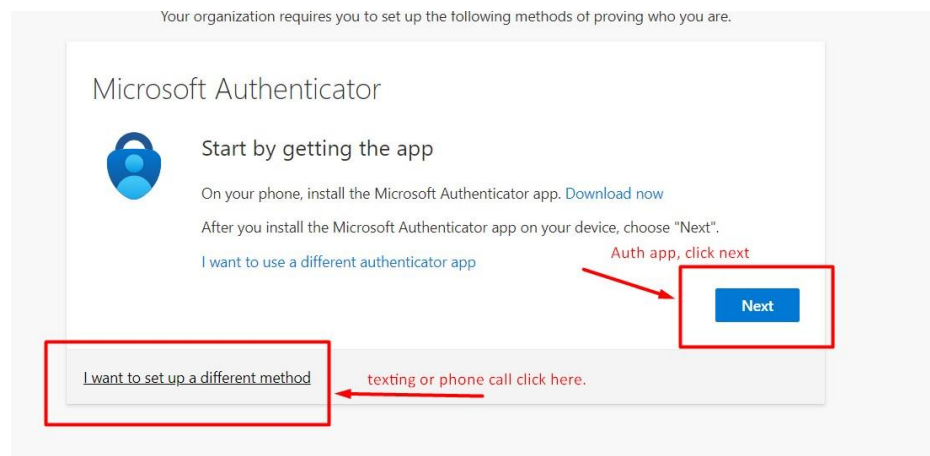 Your organization requires you to set up the following methods of proving who you are.
Microsoft Authenticator
Start by getting the app
On your phone, install the Microsoft Authenticator app. Download now
After you install the Microsoft Authenticator app on your device, choose "Next".
I want to use a different authenticator app
Auth app, click next
Next
I want to set up a different method
texting or phone call click here.